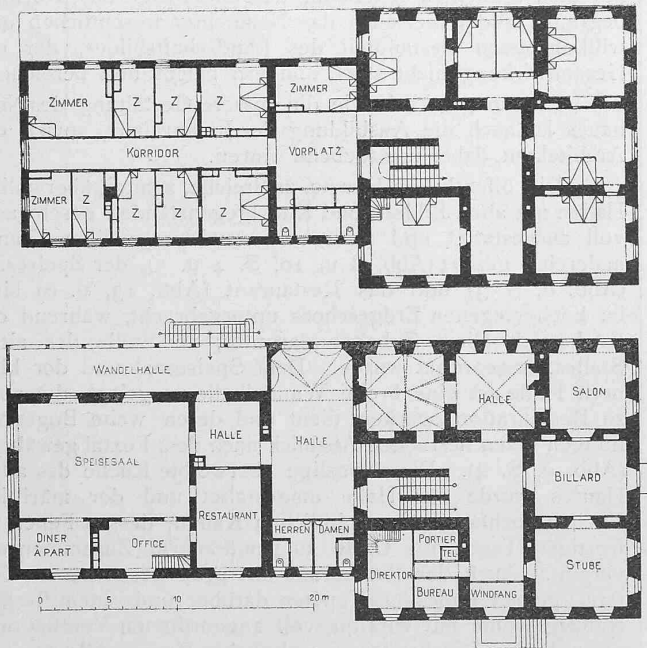 ZIMMER Z Z Z ZIMMER
KORRIDOR VORPLATZ
ZIMMER Z Z Z
WANDELHALLE
HALLE SALON
HALLE HALLE
SPEISESAAL
BILLARD
RESTAURANT
HERREN DAMEN PORTIER
DINER À PART OFFICE TEL.
DIREKTOR STUBE
BUREAU WINDFANG
0 5 10 20 m